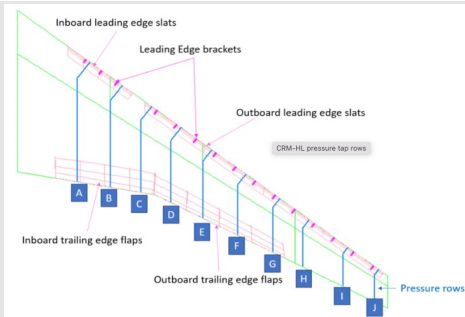 Inboard leading edge slats
Leading Edge brackets
Outboard leading edge slats
CRM-HL pressure tap rows
A
B
C
D
E
F
G
H
I
J
Inboard trailing edge flaps
Outboard trailing edge flaps
Pressure rows